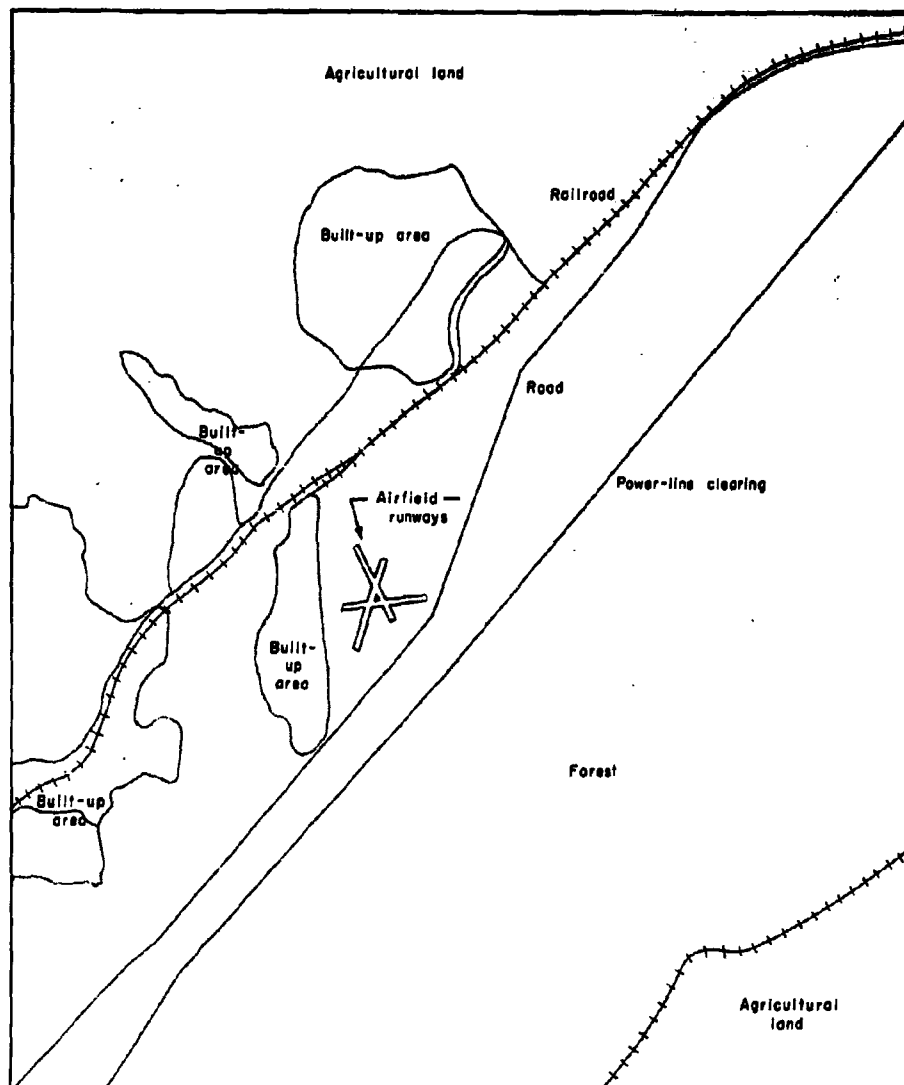 Agricultural land
Railroad
Built-up area
Road
Built-
up
area
Power-line clearing
Airfield
runways
Built-
up
area
Forest
Built-up
area
Agricultural
land